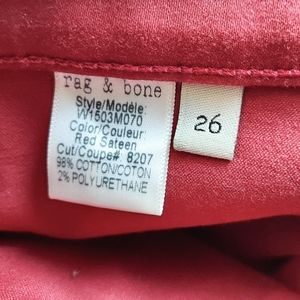 rag & bone
Style/Modèle:
W1503M070
Color/Couleur:
Red Sateen
Cut/Coupe#: 8207
98% COTTON/COTON
2% POLYURETHANE
26